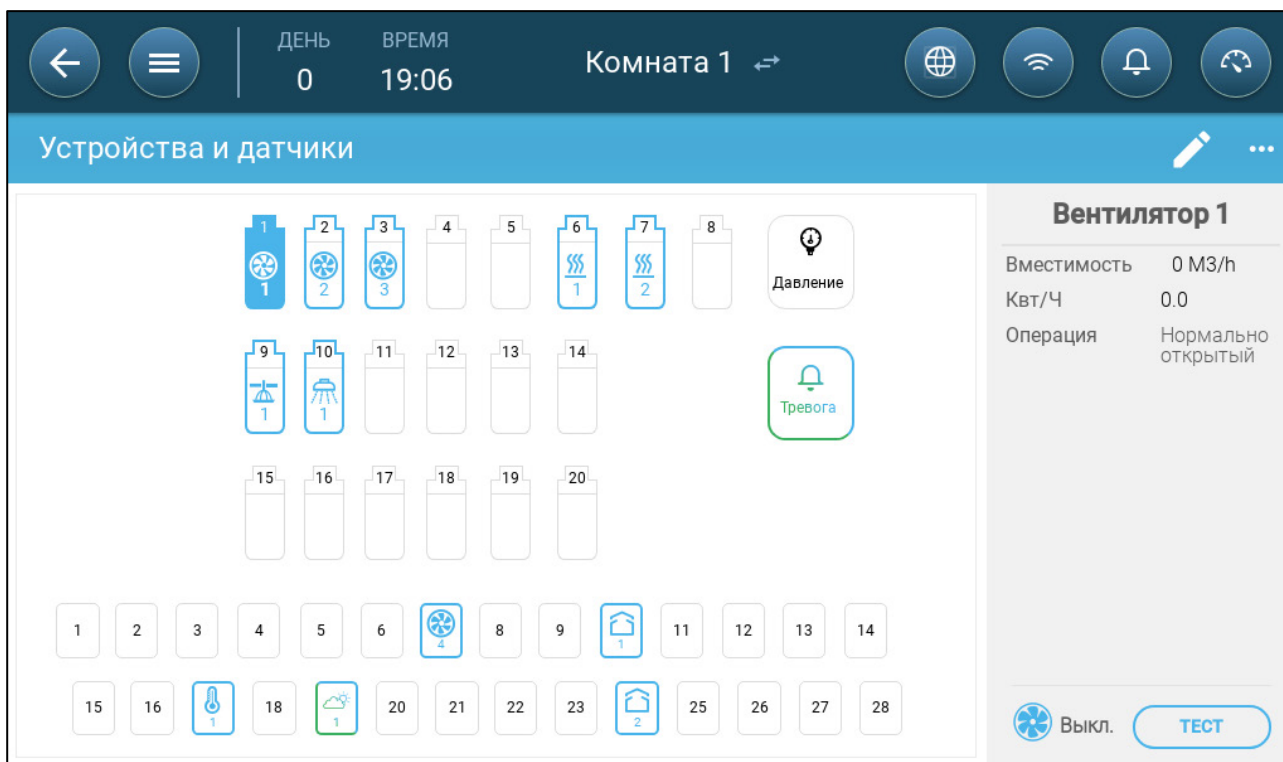 ДЕНЬ ВРЕМЯ
0 19:06 Комната 1
Устройства и датчики
Вентилятор 1
Вместимость 0 M3/h
Квт/Ч 0.0
Операция Нормально
открытый
1 2 3 4 5 6 7 8
1 2 3 1 2
Давление
9 10 11 12 13 14
1 1
Тревога
15 16 17 18 19 20
1 2 3 4 5 6 4 8 9 1 11 12 13 14
15 16 1 18 1 20 21 22 23 2 25 26 27 28
Выкл. ТЕСТ